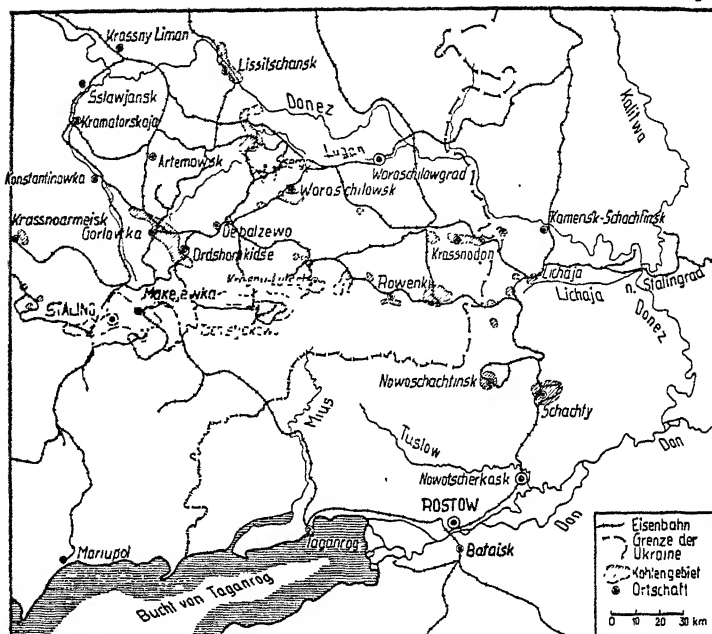 Krassny Liman
Lissitschansk
Sslawjansk
Donez
Kalitwa
Kramatorskaja
Lugan
Artemowsk
Woroschilowgrad
Konstantinowka
Woroschilowsk
Krassnoarmeisk
Gorlowka
Debalzewo
Kamensk-Schachtinsk
Ordshonikidse
Krassnodon
Lichaja
Rowenki
Lichaja
n. Stalingrad
STALINO
Makejewka
Donez
Nowoschachtinsk
Mius
Schachty
Tuslow
Don
Nowotscherkask
ROSTOW
Don
Taganrog
Bataisk
Mariupol
Bucht von Taganrog
Eisenbahn
Grenze der
Ukraine
Kohlengebiet
Ortschaft
0 10 20 30 km